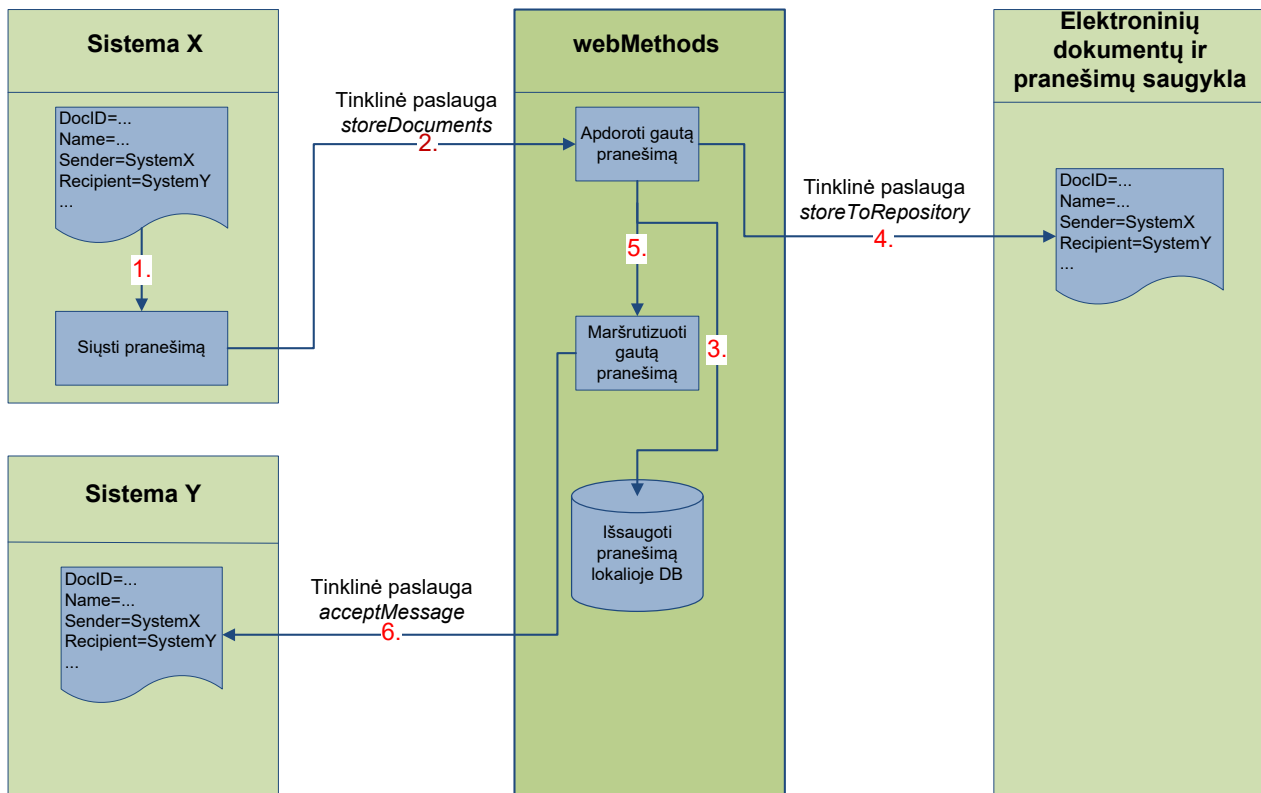 Sistema X
DocID=...
Name=...
Sender=SystemX
Recipient=SystemY
...
1.
Siųsti pranešimą
Tinklinė paslauga
storeDocuments
2.
webMethods
Apdoroti gautą
pranešimą
5.
Maršrutizuoti
gautą
pranešimą
3.
Išsaugoti
pranešimą
lokalioje DB
Tinklinė paslauga
storeToRepository
4.
Elektroninių
dokumentų ir
pranešimų saugykla
DocID=...
Name=...
Sender=SystemX
Recipient=SystemY
...
Sistema Y
DocID=...
Name=...
Sender=SystemX
Recipient=SystemY
...
Tinklinė paslauga
acceptMessage
6.